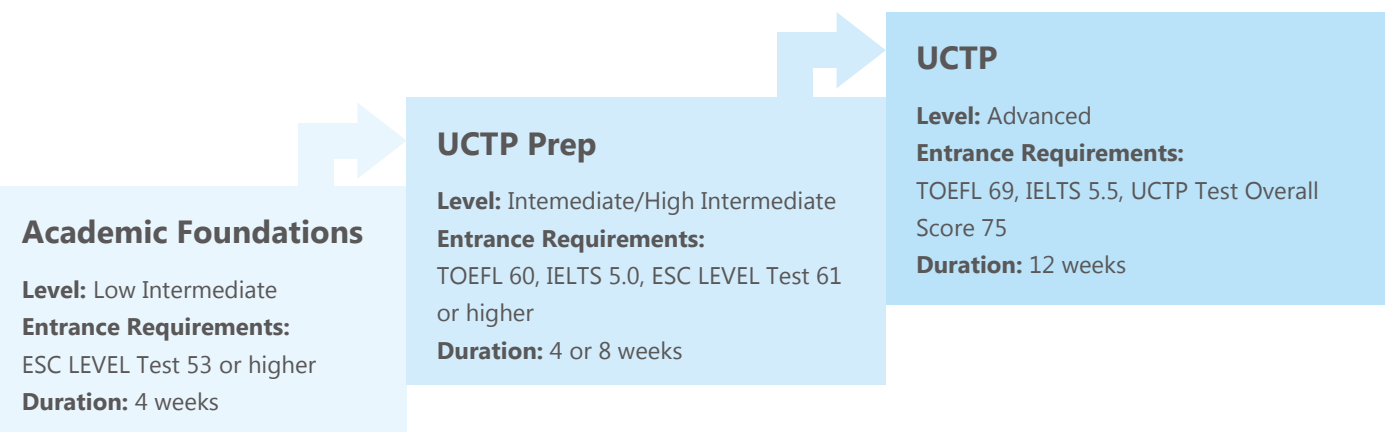 Academic Foundations
Level: Low Intermediate
Entrance Requirements:
ESC LEVEL Test 53 or higher
Duration: 4 weeks
UCTP Prep
Level: Intemediate/High Intermediate
Entrance Requirements:
TOEFL 60, IELTS 5.0, ESC LEVEL Test 61
or higher
Duration: 4 or 8 weeks
UCTP
Level: Advanced
Entrance Requirements:
TOEFL 69, IELTS 5.5, UCTP Test Overall
Score 75
Duration: 12 weeks